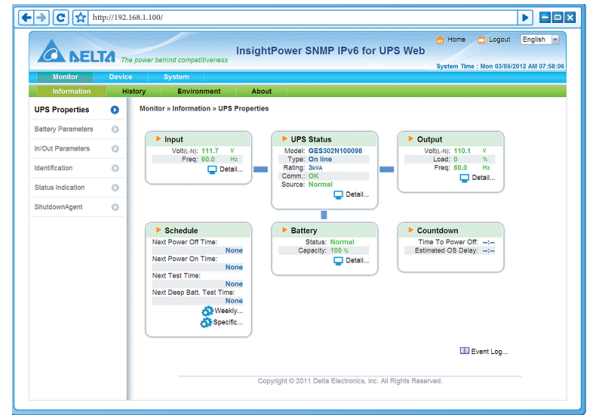 http://192.168.1.100/
Home Logout English
DELTA The power behind competitiveness
InsightPower SNMP IPv6 for UPS Web
System Time : Mon 03/05/2012 AM 07:58:06
Monitor Device System
Information History Environment About
UPS Properties
Battery Parameters
In/Out Parameters
Identification
Status Indication
ShutdownAgent
Monitor » Information » UPS Properties
Input
Volt(L-N): 111.7 V
Freq: 60.0 Hz
Detail...
UPS Status
Model: GES302N100098
Type: On line
Rating: 3kVA
Comm.: OK
Source: Normal
Detail...
Output
Volt(L-N): 110.1 V
Load: 0 %
Freq: 60.0 Hz
Detail...
Schedule
Next Power Off Time:
None
Next Power On Time:
None
Next Test Time:
None
Next Deep Batt. Test Time:
None
Weekly...
Specific...
Battery
Status: Normal
Capacity: 100 %
Detail...
Countdown
Time To Power Off: --:--
Estimated OS Delay: --:--
Event Log...
Copyright © 2011 Delta Electronics, Inc. All Rights Reserved.